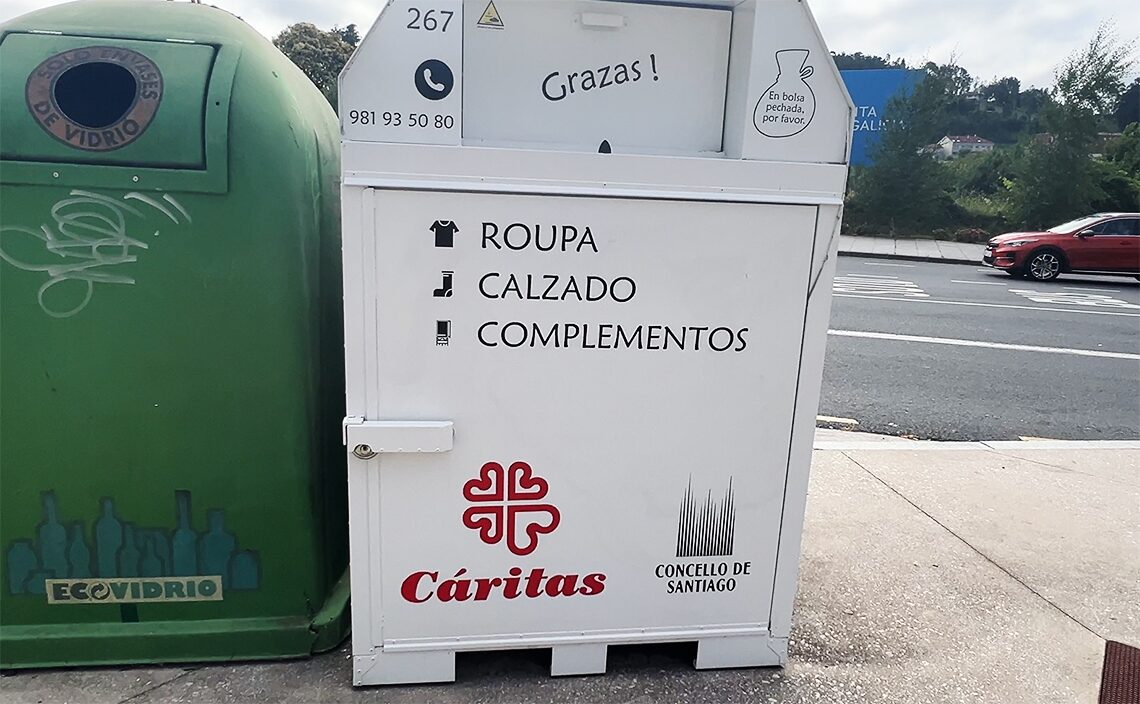 SOLO ENVASES
DE VIDRIO
ECOVIDRIO
267
981 93 50 80
Grazas!
En bolsa
pechada,
por favor.
ROUPA
CALZADO
COMPLEMENTOS
Cáritas
CONCELLO DE
SANTIAGO